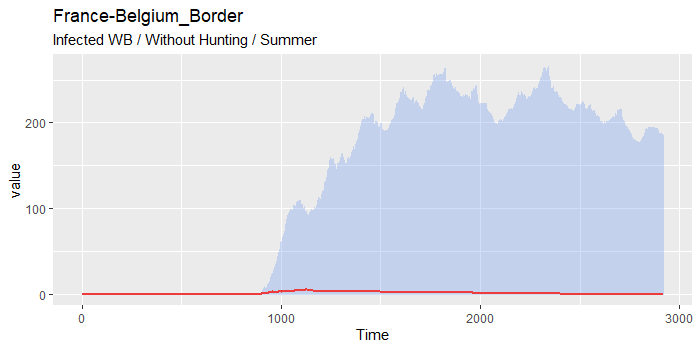 France-Belgium_Border
Infected WB / Without Hunting / Summer
value
200
100
0
0
1000
2000
3000
Time